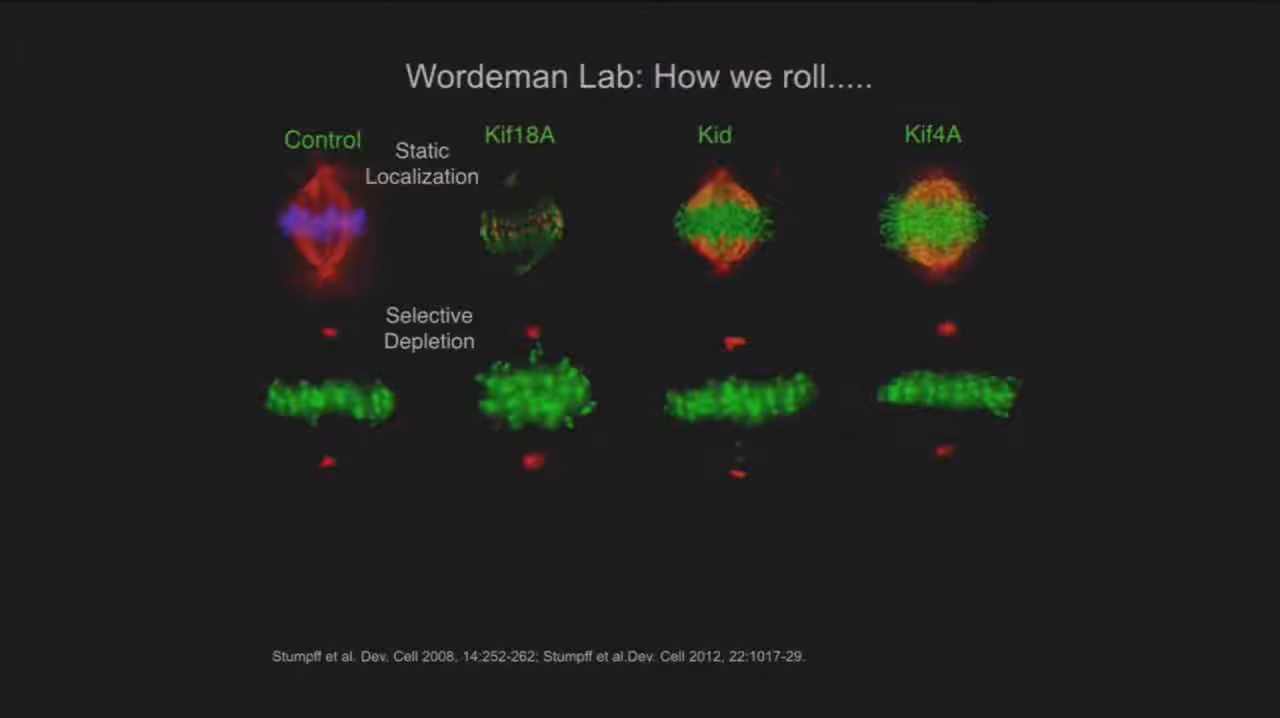 Wordeman Lab: How we roll.....
Control
Static
Localization
Kif18A
Kid
Kif4A
Selective
Depletion
Stumpff et al. Dev. Cell 2008, 14:252-262; Stumpff et al.Dev. Cell 2012, 22:1017-29.